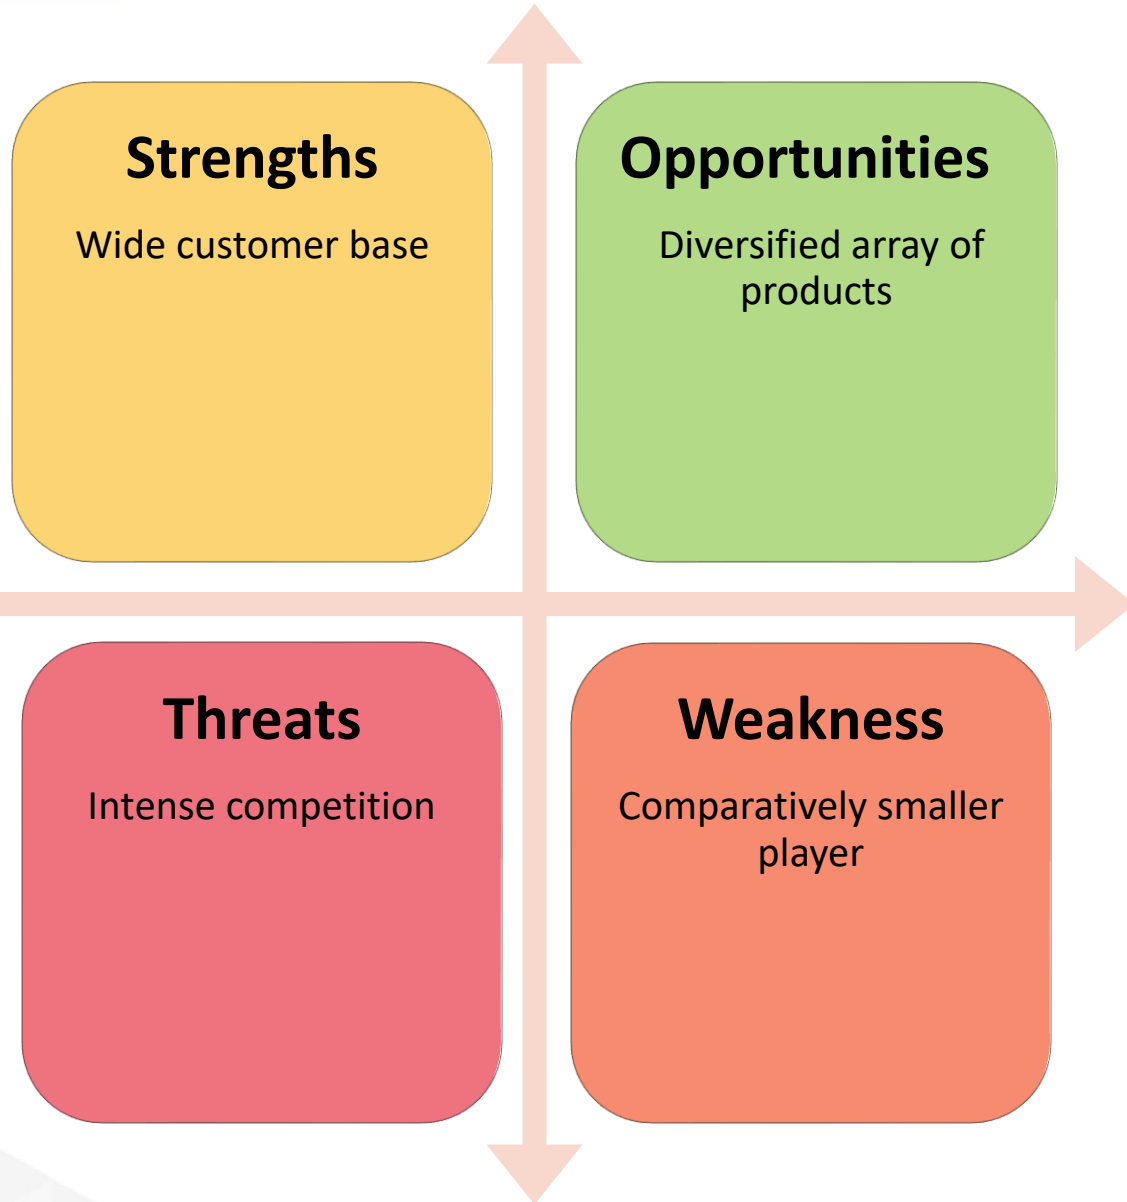 Strengths
Wide customer base
Opportunities
Diversified array of
products
Threats
Intense competition
Weakness
Comparatively smaller
player